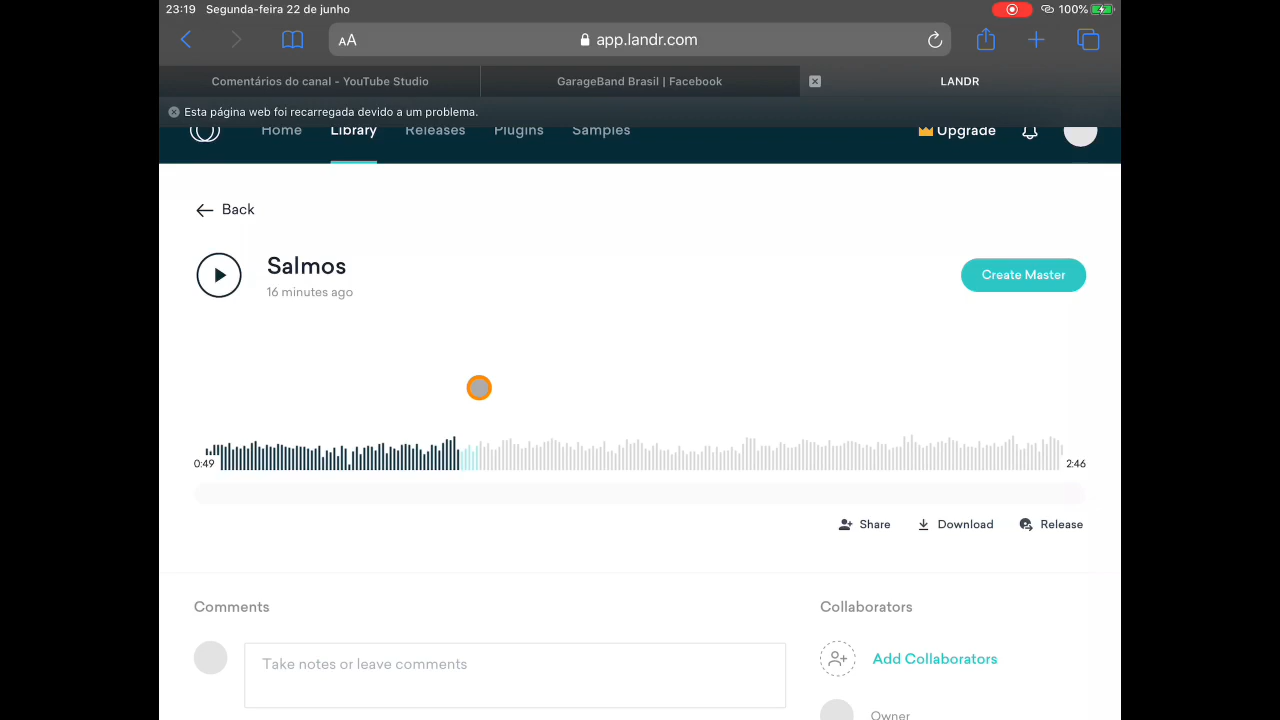 23:19 Segunda-feira 22 de junho
100%
AA
app.landr.com
Comentários do canal - YouTube Studio
GarageBand Brasil | Facebook
LANDR
Esta página web foi recarregada devido a um problema.
Home Library Releases Plugins Samples
Upgrade
Back
Salmos
16 minutes ago
Create Master
0:49
2:46
Share Download Release
Comments
Collaborators
Take notes or leave comments
Add Collaborators
Owner